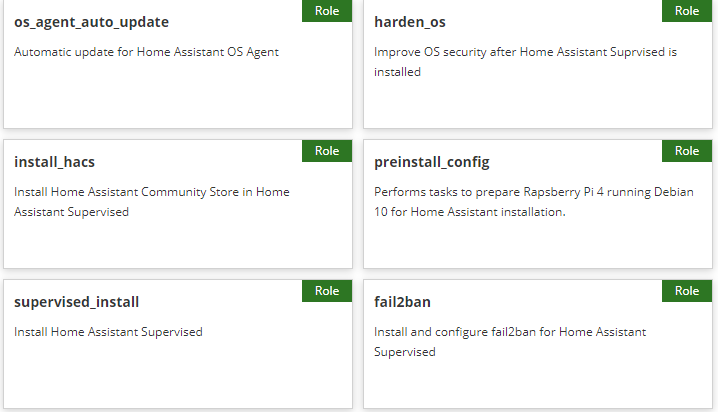 Role
os_agent_auto_update
Automatic update for Home Assistant OS Agent
Role
harden_os
Improve OS security after Home Assistant Suprvised is
installed
Role
install_hacs
Install Home Assistant Community Store in Home
Assistant Supervised
Role
preinstall_config
Performs tasks to prepare Rapsberry Pi 4 running Debian
10 for Home Assistant installation.
Role
supervised_install
Install Home Assistant Supervised
Role
fail2ban
Install and configure fail2ban for Home Assistant
Supervised